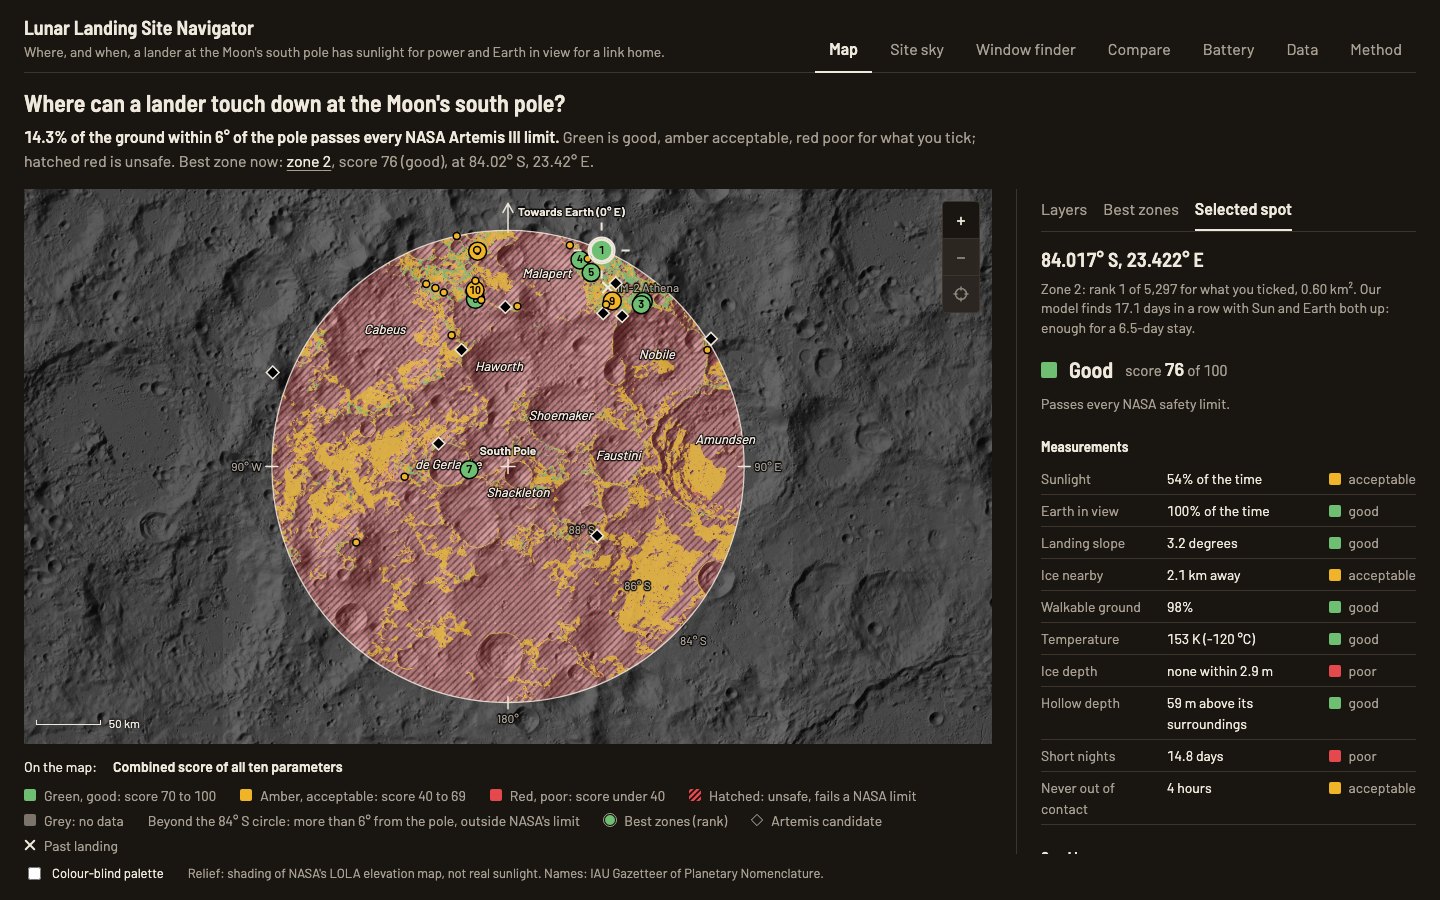 Lunar Landing Site Navigator
Where, and when, a lander at the Moon's south pole has sunlight for power and Earth in view for a link home.
Map Site sky Window finder Compare Battery Data Method
Where can a lander touch down at the Moon's south pole?
14.3% of the ground within 6° of the pole passes every NASA Artemis III limit. Green is good, amber acceptable, red poor for what you tick;
hatched red is unsafe. Best zone now: zone 2, score 76 (good), at 84.02° S, 23.42° E.
Towards Earth (0° E)
1
4
5
Malapert
10
9
3
Athena
Cabeus
Haworth
Nobile
Shoemaker
Amundsen
South Pole
90° W
7
Faustini
90° E
Shackleton
88° S
86° S
84° S
180°
50 km
+
−
Layers Best zones Selected spot
84.017° S, 23.422° E
Zone 2: rank 1 of 5,297 for what you ticked, 0.60 km². Our
model finds 17.1 days in a row with Sun and Earth both up:
enough for a 6.5-day stay.
Good score 76 of 100
Passes every NASA safety limit.
Measurements
Sunlight 54% of the time acceptable
Earth in view 100% of the time good
Landing slope 3.2 degrees good
Ice nearby 2.1 km away acceptable
Walkable ground 98% good
Temperature 153 K (-120 °C) good
Ice depth none within 2.9 m poor
Hollow depth 59 m above its good
surroundings
Short nights 14.8 days poor
Never out of 4 hours acceptable
contact
On the map: Combined score of all ten parameters
Green, good: score 70 to 100 Amber, acceptable: score 40 to 69 Red, poor: score under 40 Hatched: unsafe, fails a NASA limit
Grey: no data Beyond the 84° S circle: more than 6° from the pole, outside NASA's limit Best zones (rank) Artemis candidate
Past landing
Colour-blind palette Relief: shading of NASA's LOLA elevation map, not real sunlight. Names: IAU Gazetteer of Planetary Nomenclature.